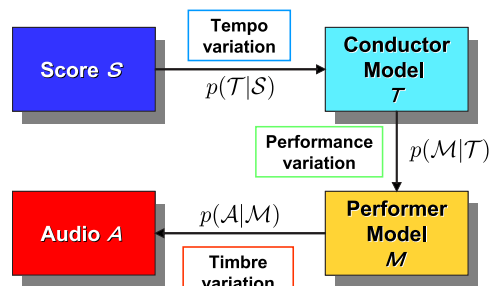 Tempo
variation
Score S
p(T|S)
Conductor
Model
T
Performance
variation
p(M|T)
Audio A
p(A|M)
Performer
Model
M
Timbre
variation